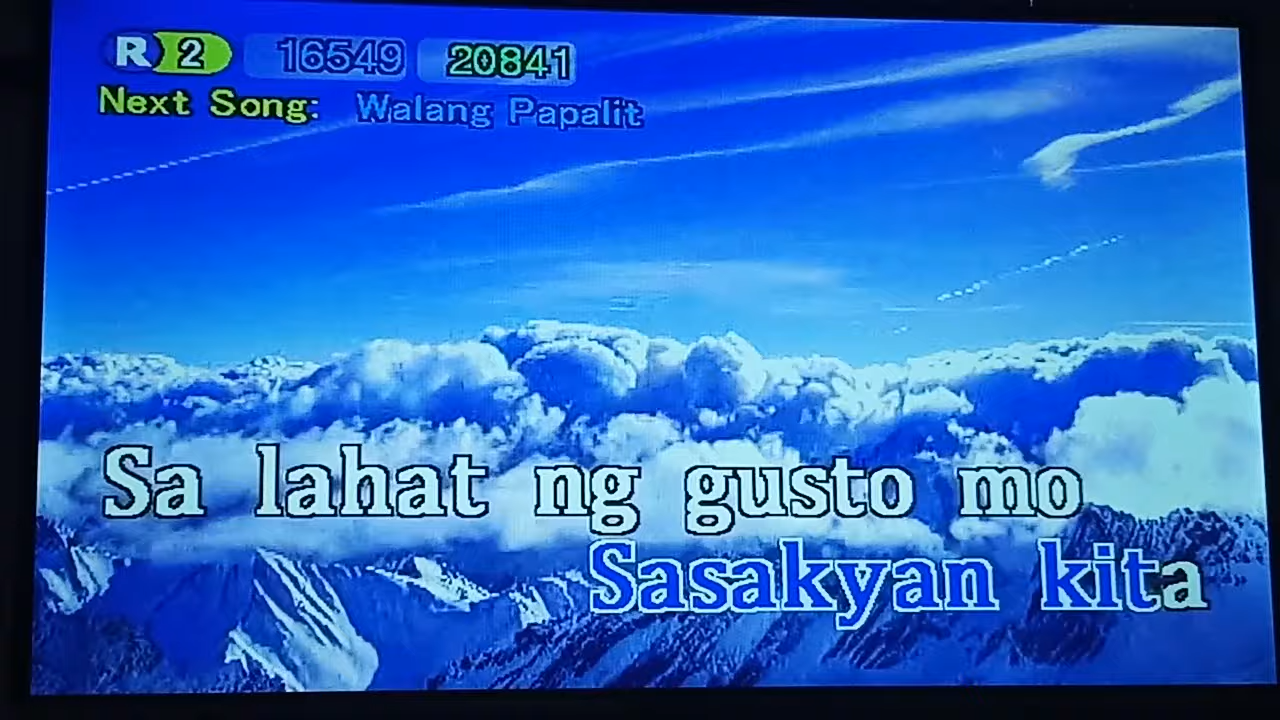 R 2 16549 20841
Next Song: Walang Papalit
Sa lahat ng gusto mo
Sasakyan kita